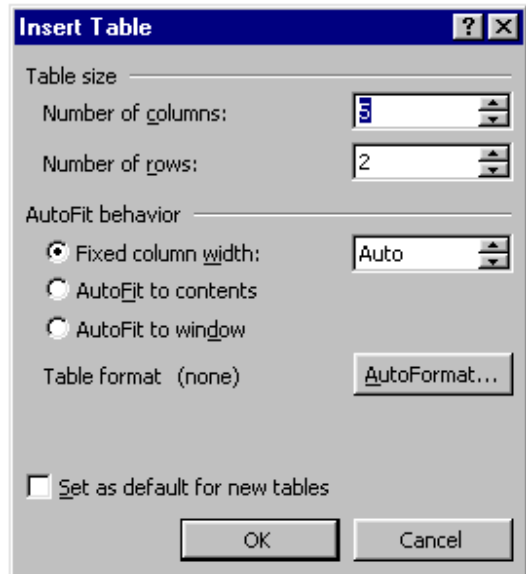 Insert Table
Table size
Number of columns: 5
Number of rows: 2
AutoFit behavior
Fixed column width: Auto
AutoFit to contents
AutoFit to window
Table format (none) AutoFormat...
Set as default for new tables
OK Cancel